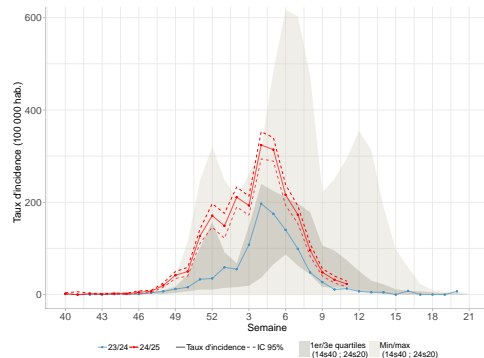 600
400
200
0
Taux d'incidence (100 000 hab.)
40 43 46 49 52 3 6 9 12 15 18 21
Semaine
23/24 24/25 Taux d'incidence IC 95% 1er/3e quartiles (14s40 ; 24s20) Min/max (14s40 ; 24s20)